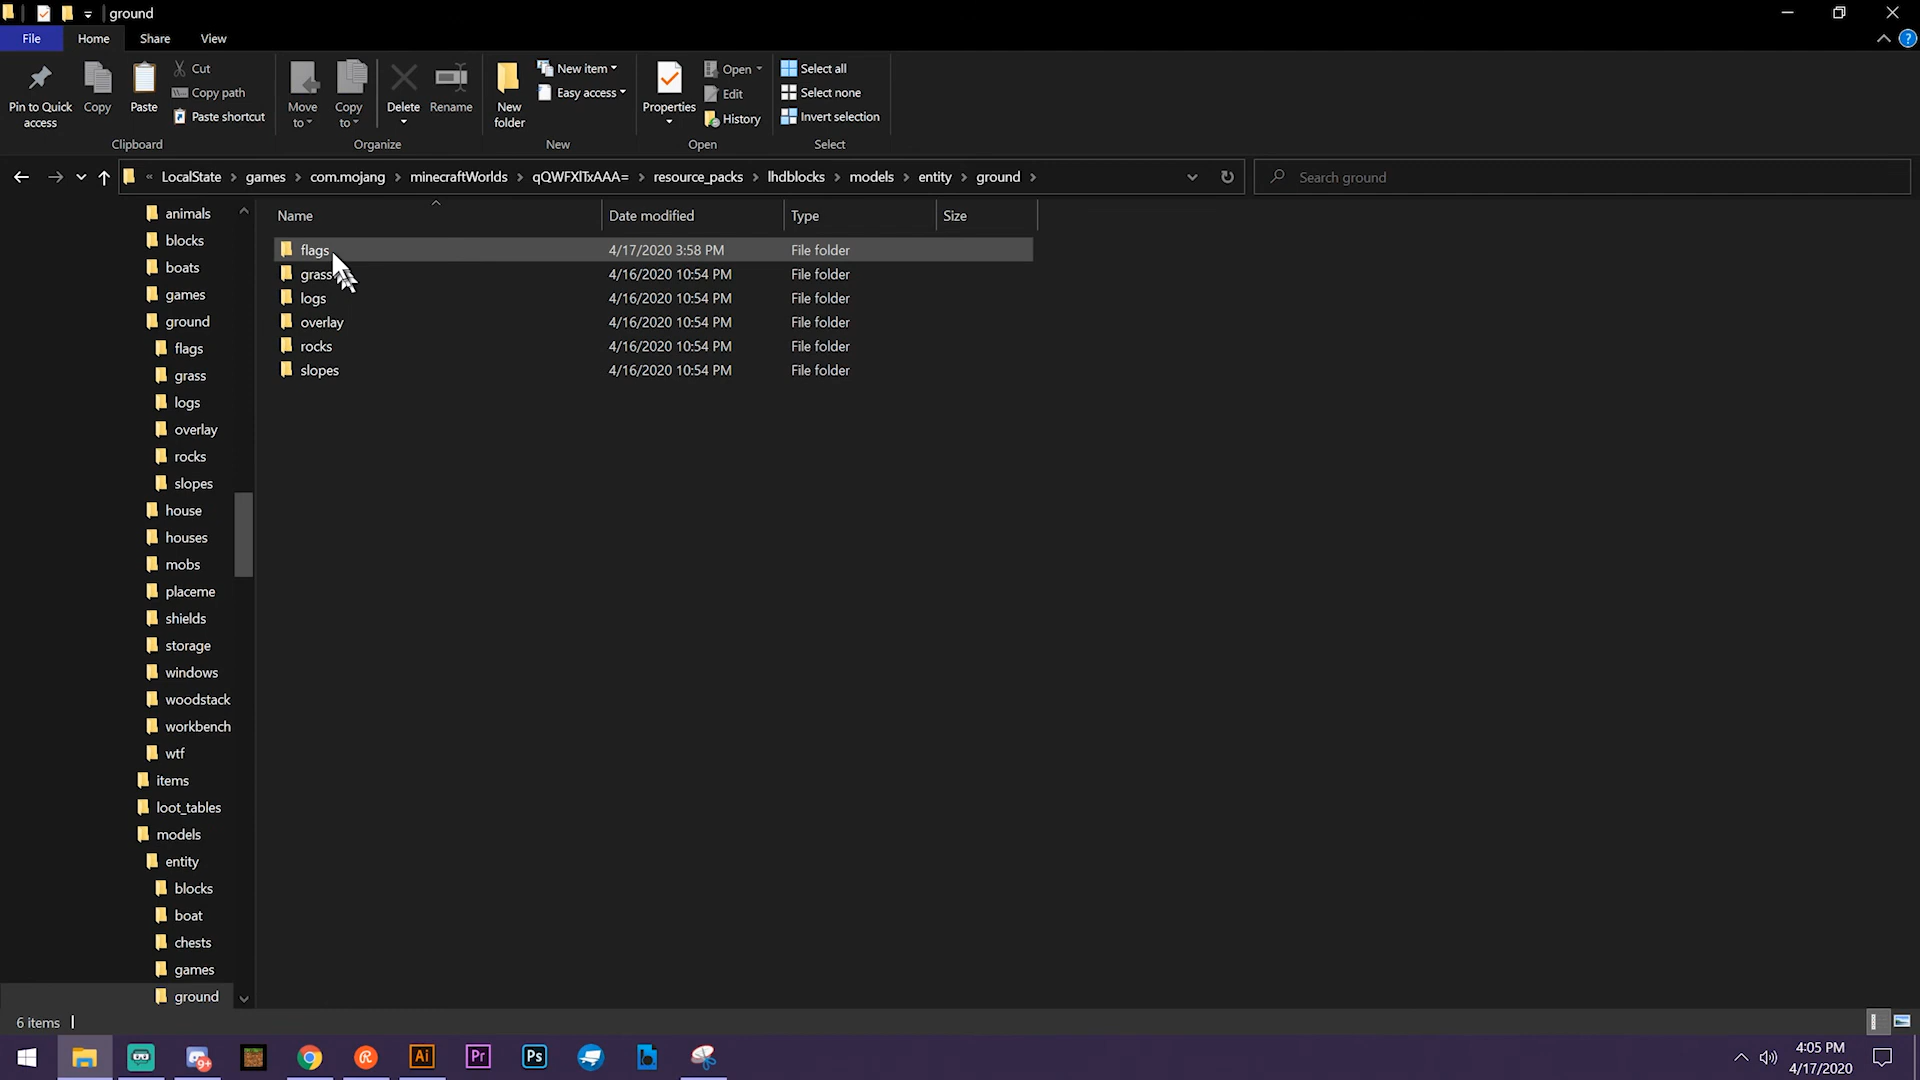 ground
File
Home
Share
View
Pin to Quick access
Copy
Paste
Cut
Copy path
Paste shortcut
Clipboard
Move to
Copy to
Delete
Rename
Organize
New folder
New item
Easy access
New
Properties
Open
Edit
History
Open
Select all
Select none
Invert selection
Select
« LocalState > games > com.mojang > minecraftWorlds > qQWFXlTxAAA= > resource_packs > lhdblocks > models > entity > ground >
Search ground
Name Date modified Type Size
flags 4/17/2020 3:58 PM File folder
grass 4/16/2020 10:54 PM File folder
logs 4/16/2020 10:54 PM File folder
overlay 4/16/2020 10:54 PM File folder
rocks 4/16/2020 10:54 PM File folder
slopes 4/16/2020 10:54 PM File folder
animals
blocks
boats
games
ground
flags
grass
logs
overlay
rocks
slopes
house
houses
mobs
placeme
shields
storage
windows
woodstack
workbench
wtf
items
loot_tables
models
entity
blocks
boat
chests
games
ground
6 items
9+
Ai
Pr
Ps
4:05 PM
4/17/2020